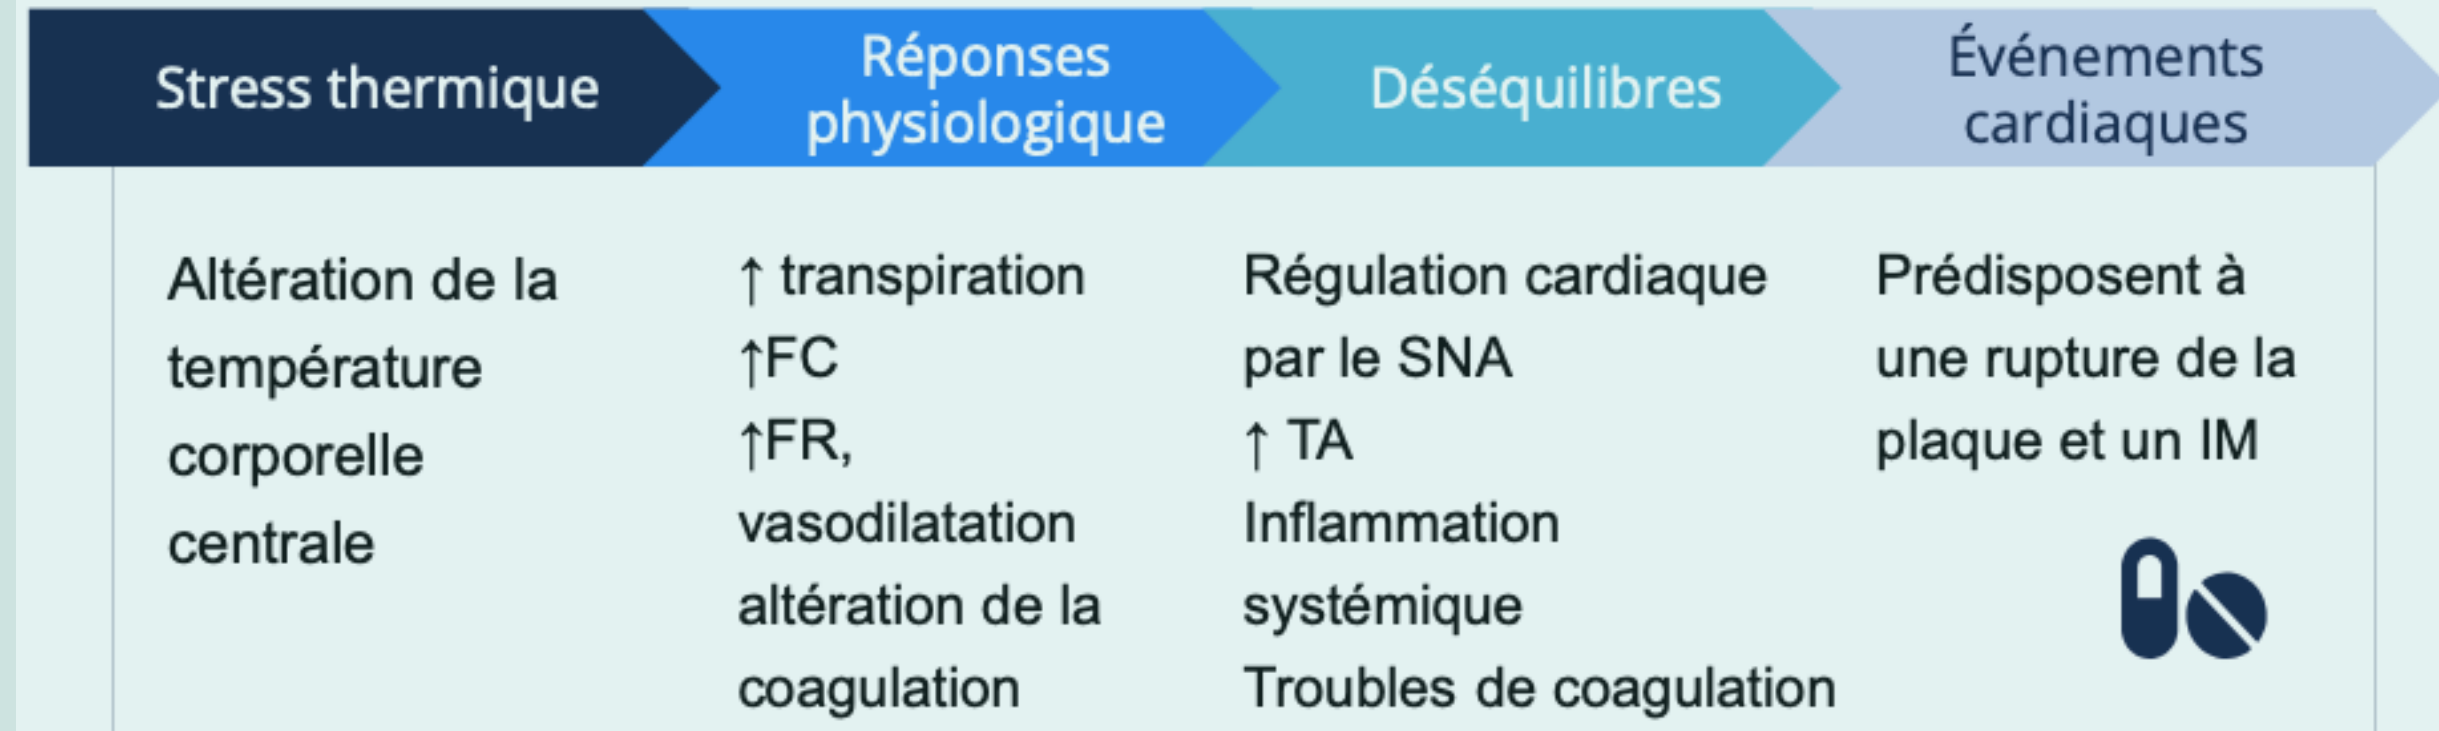 Stress thermique
Réponses
physiologique
Déséquilibres
Événements
cardiaques
Altération de la
température
corporelle
centrale
↑ transpiration
↑FC
↑FR,
vasodilatation
altération de la
coagulation
Régulation cardiaque
par le SNA
↑ TA
Inflammation
systémique
Troubles de coagulation
Prédisposent à
une rupture de la
plaque et un IM